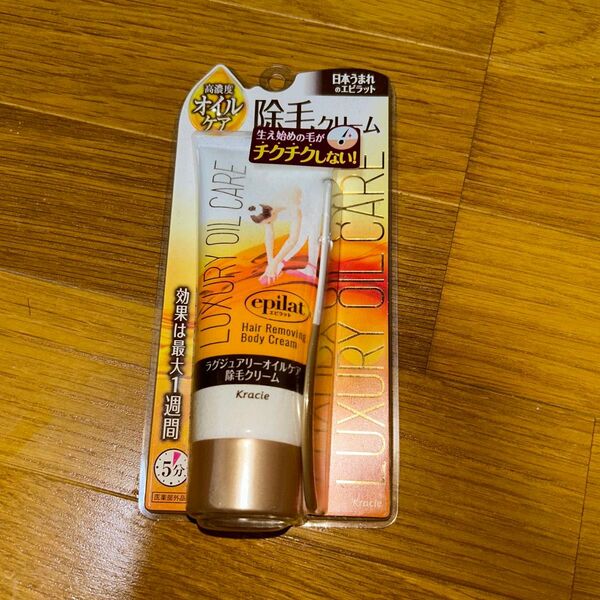 高濃度
オイル
ケア
日本うまれ
のエピラット
除毛クリーム
生え始めの毛が
チクチクしない!
LUXURY OIL CARE
epilat
エピラット
Hair Removing
Body Cream
ラグジュアリーオイルケア
除毛クリーム
Kracie
効果は最大1週間
5分
医薬部外品
LUXURY OIL CARE
Kracie